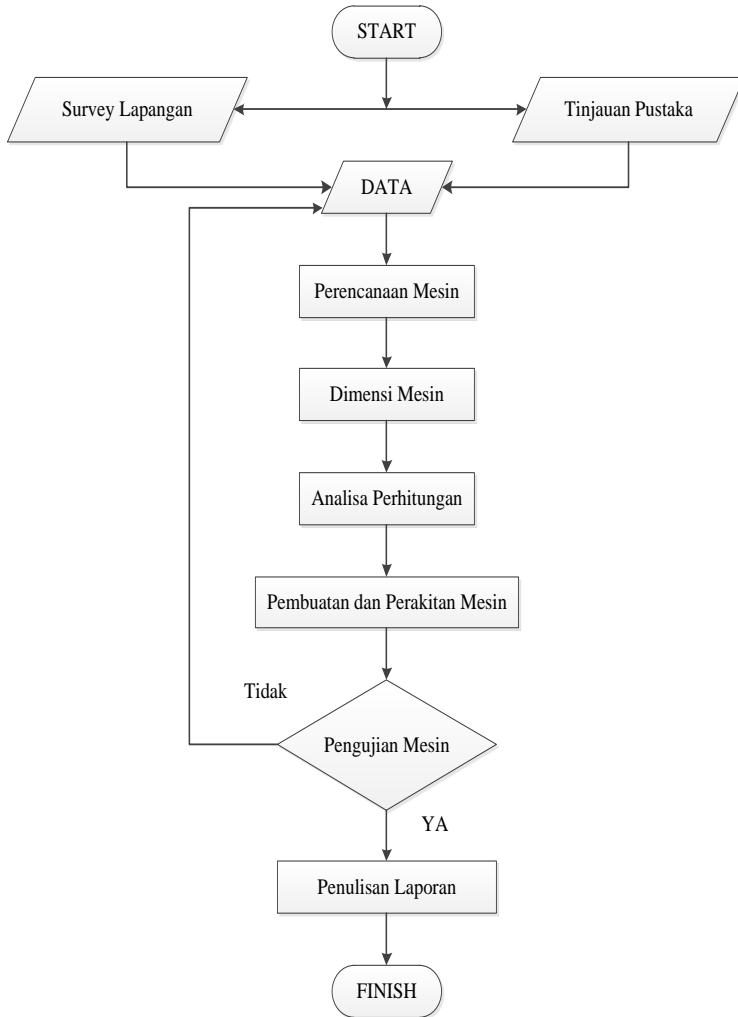 START
Survey Lapangan
Tinjauan Pustaka
DATA
Perencanaan Mesin
Dimensi Mesin
Analisa Perhitungan
Pembuatan dan Perakitan Mesin
Tidak
Pengujian Mesin
YA
Penulisan Laporan
FINISH